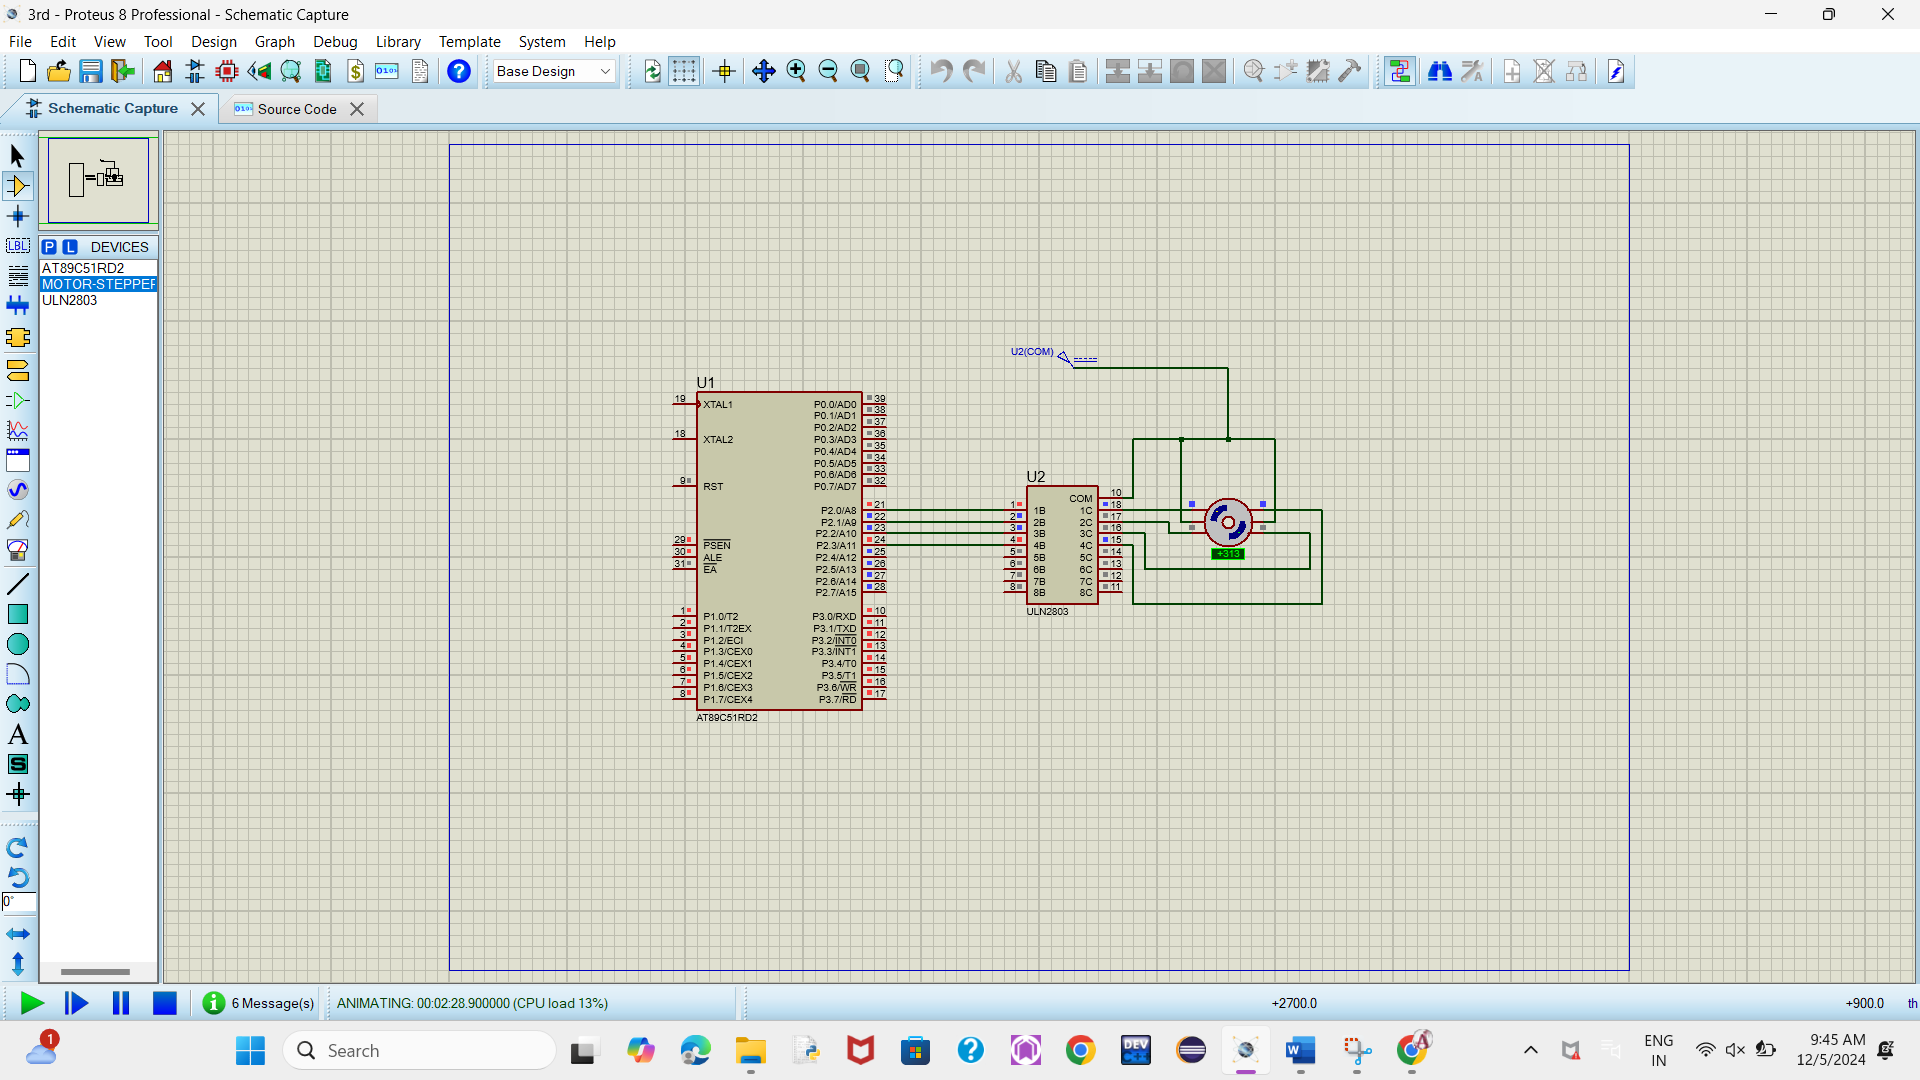 3rd - Proteus 8 Professional - Schematic Capture
File Edit View Tool Design Graph Debug Library Template System Help
Base Design
Schematic Capture
Source Code
P L DEVICES
AT89C51RD2
MOTOR-STEPPER
ULN2803
LBL
A
S
0°
U2(COM)
U1
19 XTAL1 P0.0/AD0 39
P0.1/AD1 38
P0.2/AD2 37
18 XTAL2 P0.3/AD3 36
P0.4/AD4 35
P0.5/AD5 34
P0.6/AD6 33
9 RST P0.7/AD7 32
P2.0/A8 21
P2.1/A9 22
P2.2/A10 23
29 PSEN P2.3/A11 24
30 ALE P2.4/A12 25
31 EA P2.5/A13 26
P2.6/A14 27
P2.7/A15 28
1 P1.0/T2 P3.0/RXD 10
2 P1.1/T2EX P3.1/TXD 11
3 P1.2/ECI P3.2/INT0 12
4 P1.3/CEX0 P3.3/INT1 13
5 P1.4/CEX1 P3.4/T0 14
6 P1.5/CEX2 P3.5/T1 15
7 P1.6/CEX3 P3.6/WR 16
8 P1.7/CEX4 P3.7/RD 17
AT89C51RD2
U2
COM 10
1 1B 1C 18
2 2B 2C 17
3 3B 3C 16
4 4B 4C 15
5 5B 5C 14
6 6B 6C 13
7 7B 7C 12
8 8B 8C 11
ULN2803
+313
6 Message(s)
ANIMATING: 00:02:28.900000 (CPU load 13%)
+2700.0
+900.0
th
1
Search
DEV C++
W
ENG
IN
9:45 AM
12/5/2024